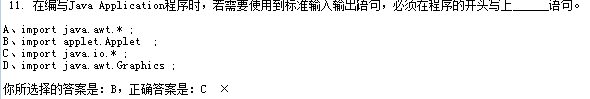 11. 在编写Java Application程序时，若需要使用到标准输入输出语句，必须在程序的开头与上______语句。
A、import java.awt.* ;
B、import applet.Applet ;
C、import java.io.* ;
D、import java.awt.Graphics ;
你所选择的答案是：B，正确答案是：C ×